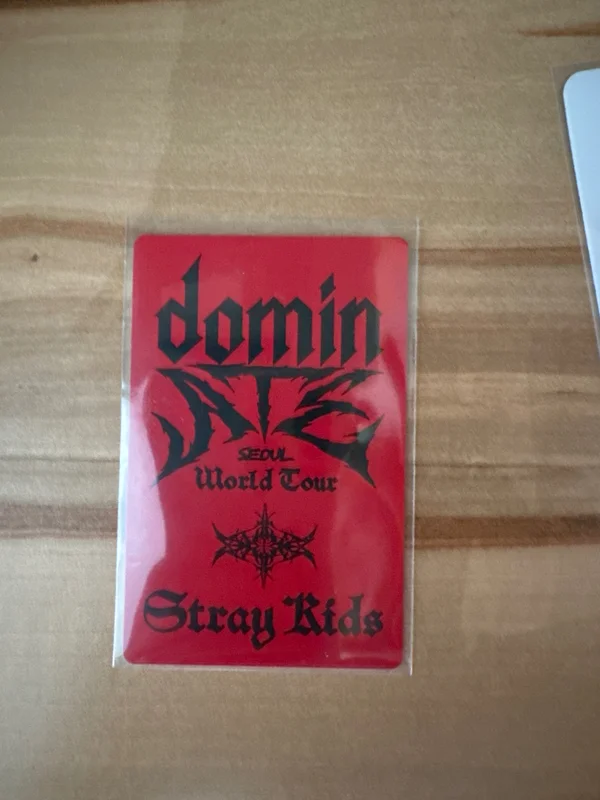 domin
ATE
SEOUL
World Tour
Stray Kids